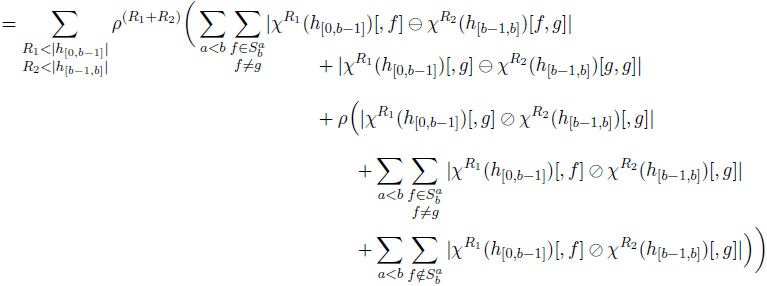 = \sum_{\substack{R_1<|h_{[0,b-1]}| \\ R_2<|h_{[b-1,b]}|}} \rho^{(R_1+R_2)} \Bigg( \sum_{a<b} \sum_{\substack{f \in S_b^a \\ f \neq g}} |\chi^{R_1}(h_{[0,b-1]})[,f] \ominus \chi^{R_2}(h_{[b-1,b]})[f,g]|
+ |\chi^{R_1}(h_{[0,b-1]})[,g] \ominus \chi^{R_2}(h_{[b-1,b]})[g,g]|
+ \rho \Big( |\chi^{R_1}(h_{[0,b-1]})[,g] \oslash \chi^{R_2}(h_{[b-1,b]})[,g]|
+ \sum_{a<b} \sum_{\substack{f \in S_b^a \\ f \neq g}} |\chi^{R_1}(h_{[0,b-1]})[,f] \oslash \chi^{R_2}(h_{[b-1,b]})[,g]|
+ \sum_{a<b} \sum_{f \notin S_b^a} |\chi^{R_1}(h_{[0,b-1]})[,f] \oslash \chi^{R_2}(h_{[b-1,b]})[,g]| \Big) \Bigg)